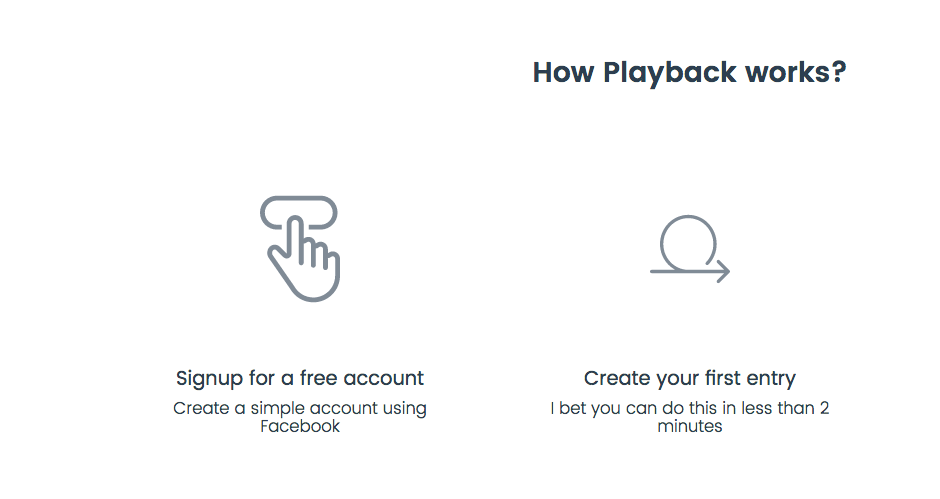 How Playback works?
Signup for a free account
Create a simple account using
Facebook
Create your first entry
I bet you can do this in less than 2
minutes